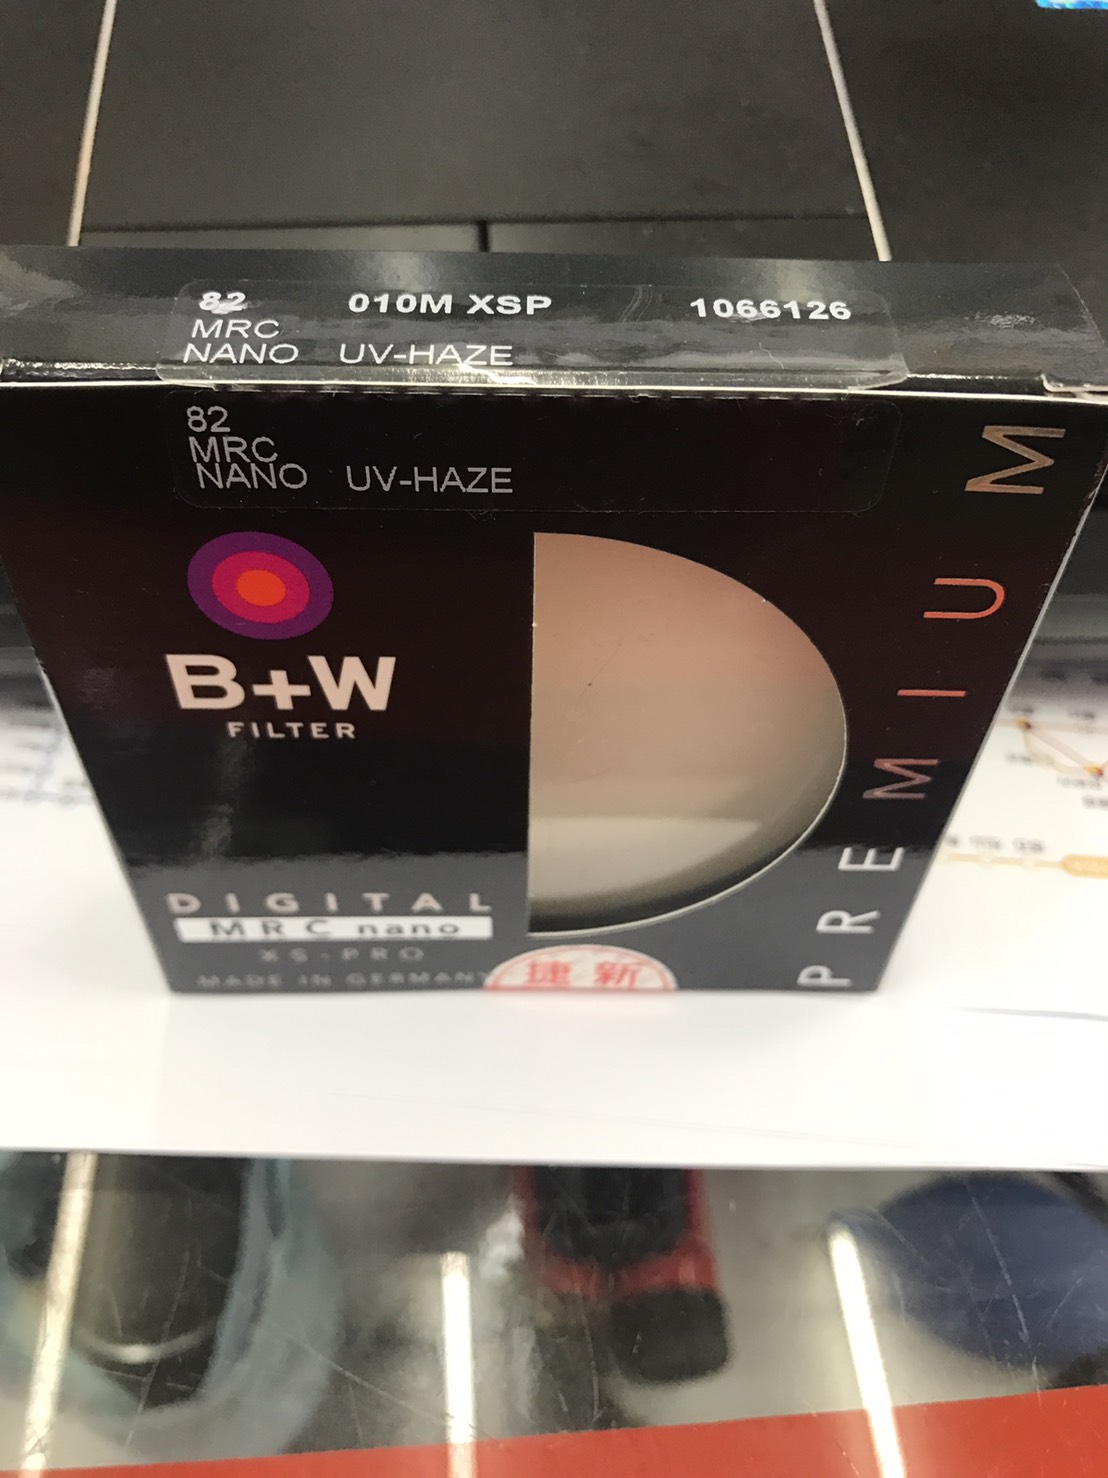 82 010M XSP 1066126
MRC
NANO UV-HAZE
82
MRC
NANO UV-HAZE
B+W
FILTER
DIGITAL
MRC nano
XS-PRO
MADE IN GERMANY
捷新
PREMIUM